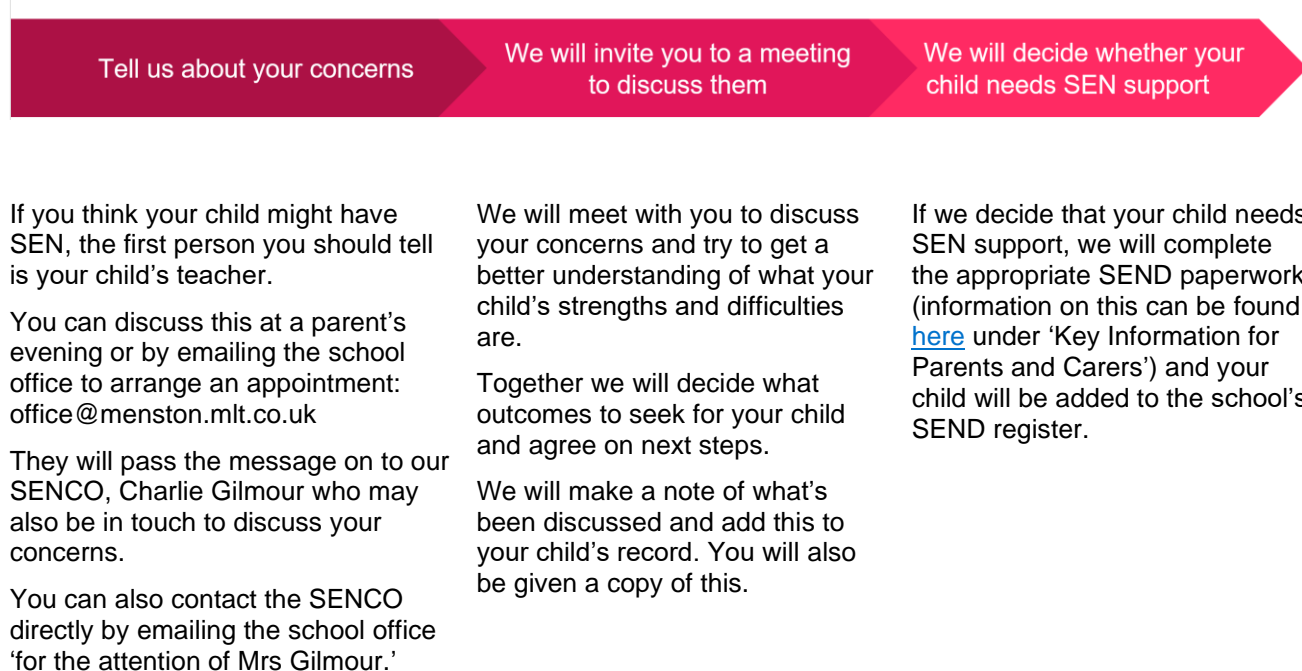 Tell us about your concerns
We will invite you to a meeting
to discuss them
We will decide whether your
child needs SEN support
If you think your child might have
SEN, the first person you should tell
is your child’s teacher.
You can discuss this at a parent’s
evening or by emailing the school
office to arrange an appointment:
office@menston.mlt.co.uk
They will pass the message on to our
SENCO, Charlie Gilmour who may
also be in touch to discuss your
concerns.
You can also contact the SENCO
directly by emailing the school office
‘for the attention of Mrs Gilmour.’
We will meet with you to discuss
your concerns and try to get a
better understanding of what your
child’s strengths and difficulties
are.
Together we will decide what
outcomes to seek for your child
and agree on next steps.
We will make a note of what’s
been discussed and add this to
your child’s record. You will also
be given a copy of this.
If we decide that your child needs
SEN support, we will complete
the appropriate SEND paperwork
(information on this can be found
here under ‘Key Information for
Parents and Carers’) and your
child will be added to the school’s
SEND register.